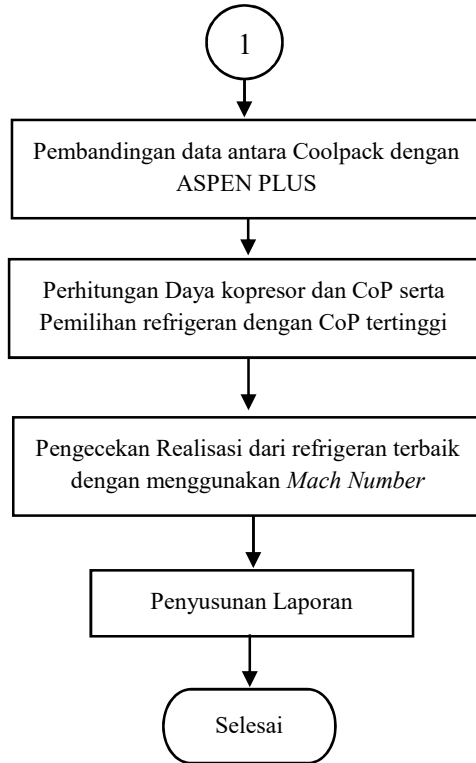 1
Pembandingan data antara Coolpack dengan
ASPEN PLUS
Perhitungan Daya kopresor dan CoP serta
Pemilihan refrigeran dengan CoP tertinggi
Pengecekan Realisasi dari refrigeran terbaik
dengan menggunakan Mach Number
Penyusunan Laporan
Selesai